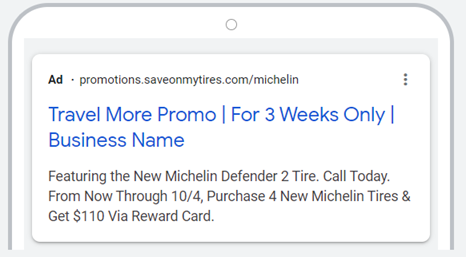 Ad · promotions.saveonmytires.com/michelin
Travel More Promo | For 3 Weeks Only |
Business Name
Featuring the New Michelin Defender 2 Tire. Call Today.
From Now Through 10/4, Purchase 4 New Michelin Tires &
Get $110 Via Reward Card.